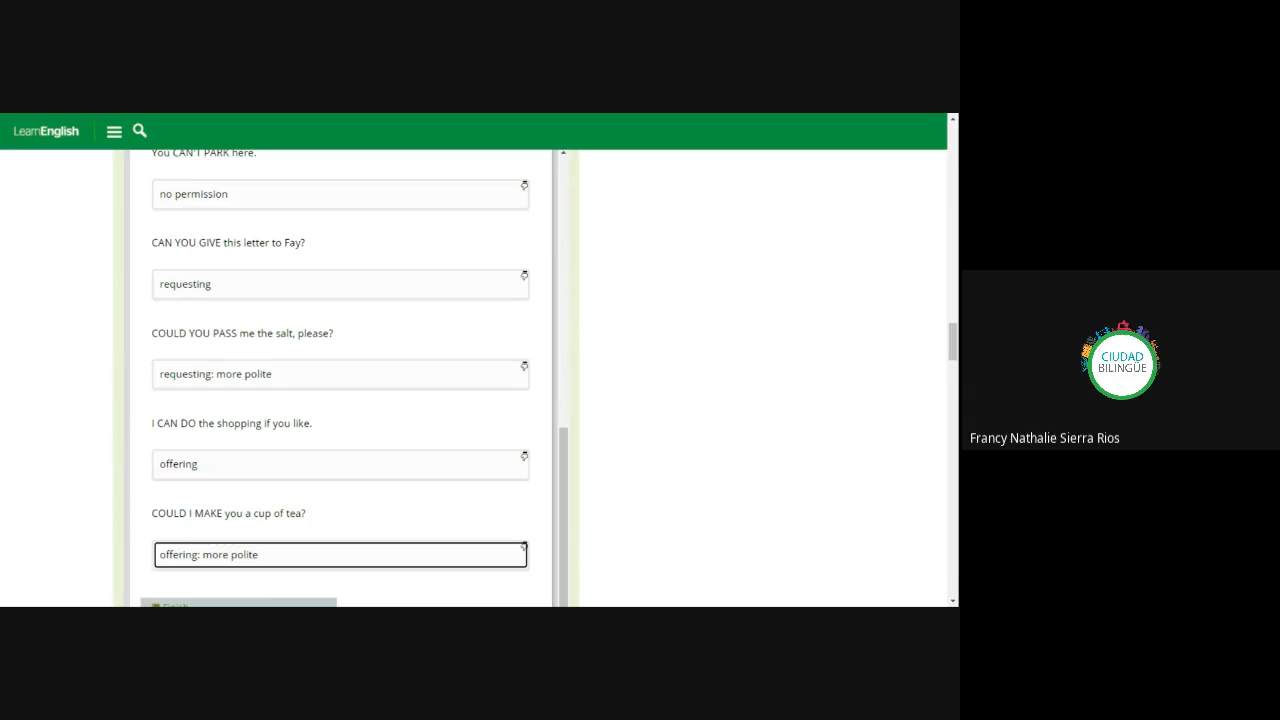 LearnEnglish
You CAN'T PARK here.
no permission
CAN YOU GIVE this letter to Fay?
requesting
COULD YOU PASS me the salt, please?
requesting: more polite
I CAN DO the shopping if you like.
offering
COULD I MAKE you a cup of tea?
offering: more polite
Finish
CIUDAD
BILINGÜE
Francy Nathalie Sierra Rios